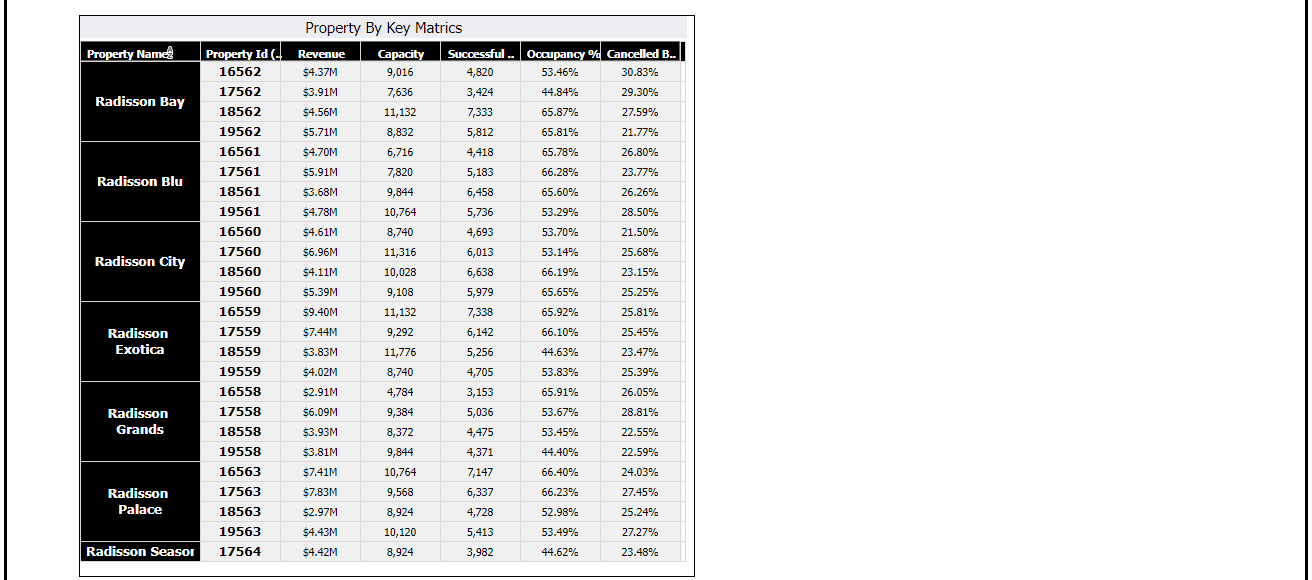 Property By Key Matrics
Property Name Property Id (.. Revenue Capacity Successful .. Occupancy % Cancelled B..
Radisson Bay
16562 $4.37M 9,016 4,820 53.46% 30.83%
17562 $3.91M 7,636 3,424 44.84% 29.30%
18562 $4.56M 11,132 7,333 65.87% 27.59%
19562 $5.71M 8,832 5,812 65.81% 21.77%
Radisson Blu
16561 $4.70M 6,716 4,418 65.78% 26.80%
17561 $5.91M 7,820 5,183 66.28% 23.77%
18561 $3.68M 9,844 6,458 65.60% 26.26%
19561 $4.78M 10,764 5,736 53.29% 28.50%
Radisson City
16560 $4.61M 8,740 4,693 53.70% 21.50%
17560 $6.96M 11,316 6,013 53.14% 25.68%
18560 $4.11M 10,028 6,638 66.19% 23.15%
19560 $5.39M 9,108 5,979 65.65% 25.25%
Radisson
Exotica
16559 $9.40M 11,132 7,338 65.92% 25.81%
17559 $7.44M 9,292 6,142 66.10% 25.45%
18559 $3.83M 11,776 5,256 44.63% 23.47%
19559 $4.02M 8,740 4,705 53.83% 25.39%
Radisson
Grands
16558 $2.91M 4,784 3,153 65.91% 26.05%
17558 $6.09M 9,384 5,036 53.67% 28.81%
18558 $3.93M 8,372 4,475 53.45% 22.55%
19558 $3.81M 9,844 4,371 44.40% 22.59%
Radisson
Palace
16563 $7.41M 10,764 7,147 66.40% 24.03%
17563 $7.83M 9,568 6,337 66.23% 27.45%
18563 $2.97M 8,924 4,728 52.98% 25.24%
19563 $4.43M 10,120 5,413 53.49% 27.27%
Radisson Season 17564 $4.42M 8,924 3,982 44.62% 23.48%